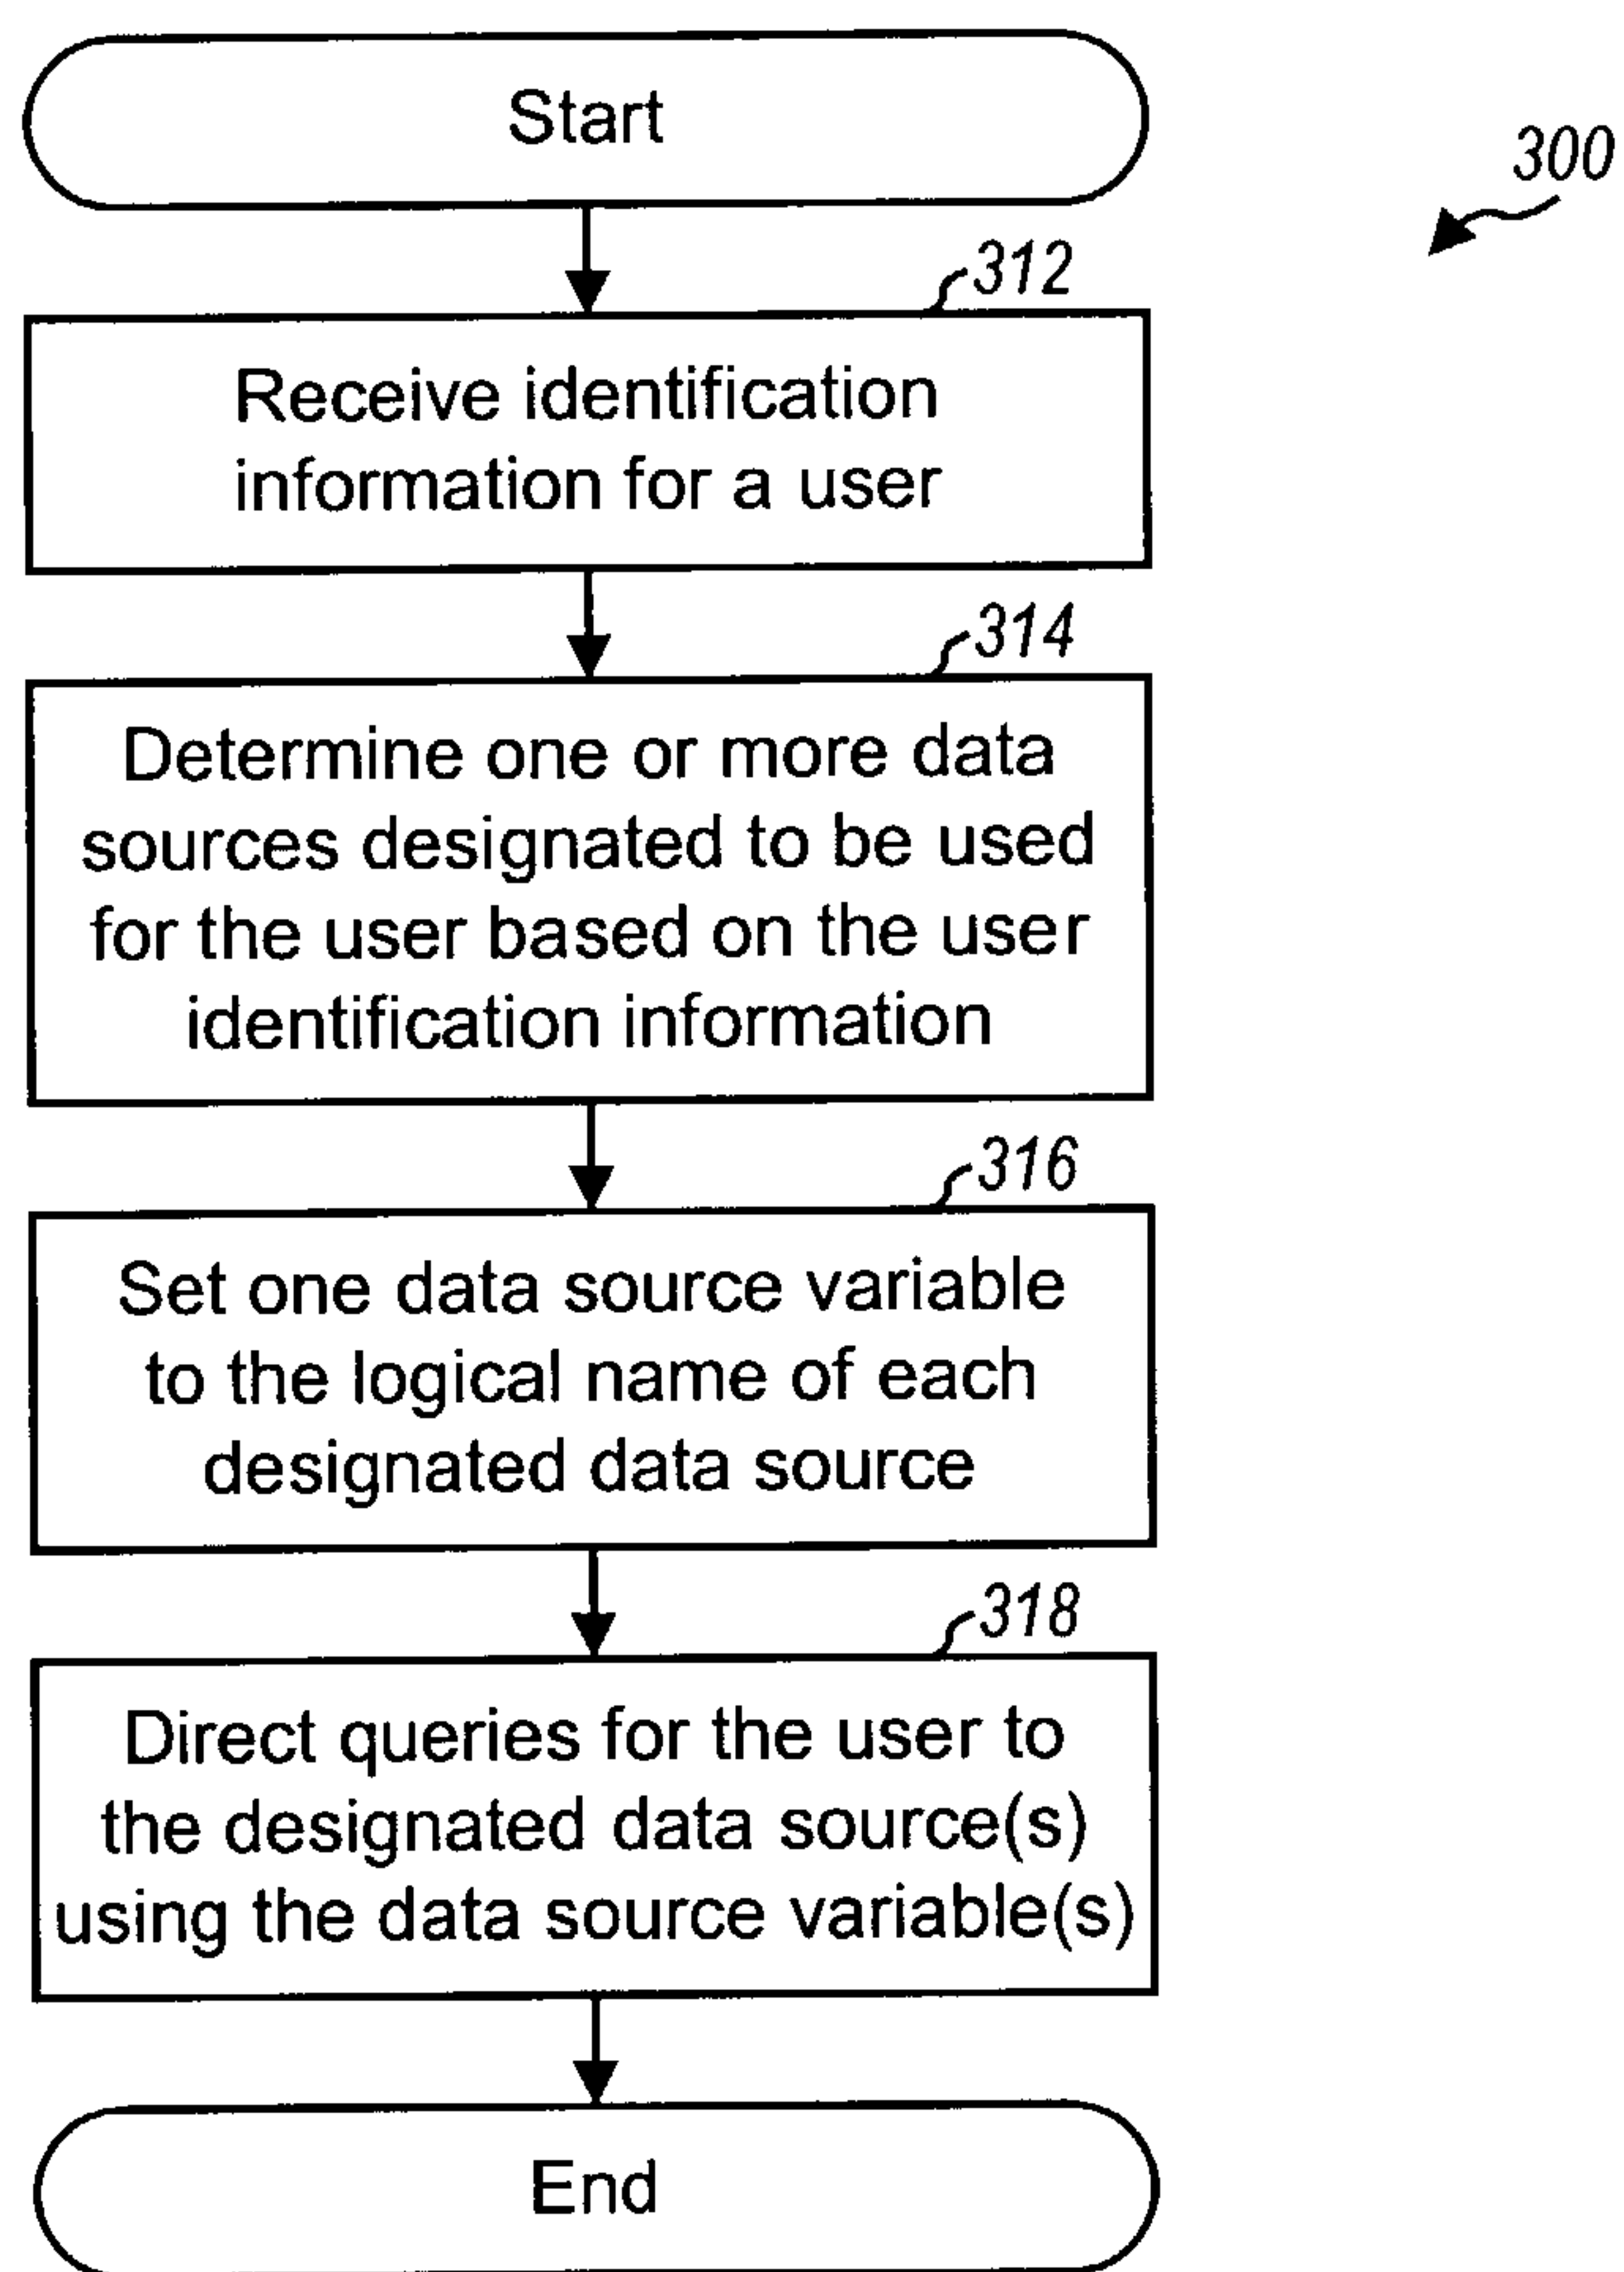 Start
300
312
Receive identification
information for a user
314
Determine one or more data
sources designated to be used
for the user based on the user
identification information
316
Set one data source variable
to the logical name of each
designated data source
318
Direct queries for the user to
the designated data source(s)
using the data source variable(s)
End